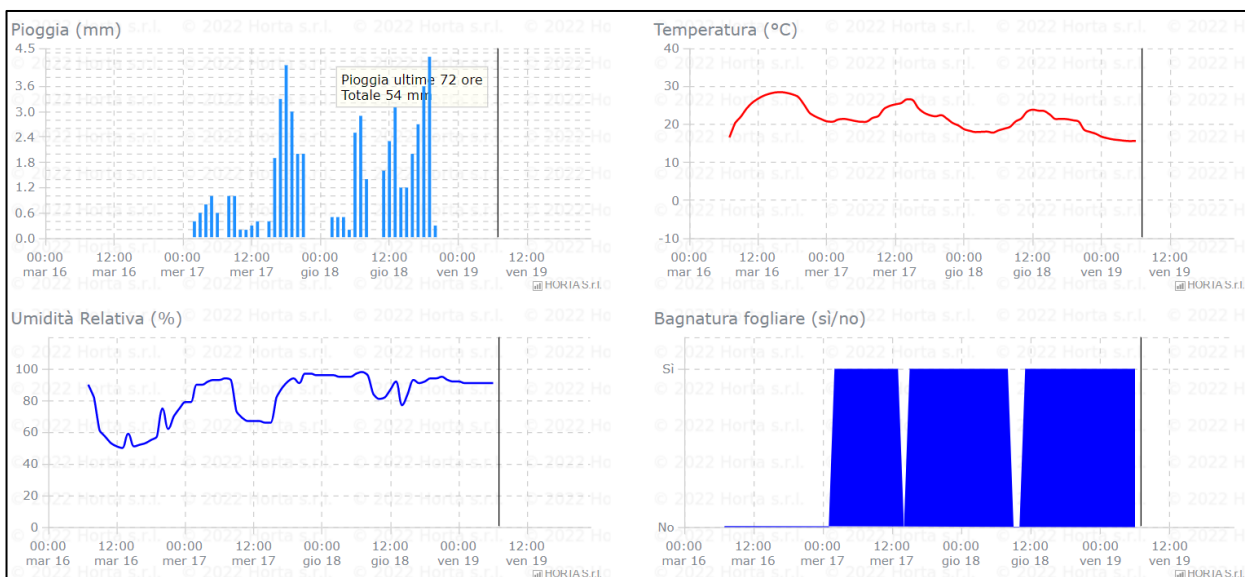 Pioggia (mm)
4.5
3.6
3.0
2.4
1.8
1.2
0.6
0.0
Pioggia ultime 72 ore
Totale 54 mm
00:00 12:00 00:00 12:00 00:00 12:00 00:00 12:00
mar 16 mar 16 mer 17 mer 17 gio 18 gio 18 ven 19 ven 19
HORTA S.r.l.
Temperatura (°C)
40
30
20
10
0
-10
00:00 12:00 00:00 12:00 00:00 12:00 00:00 12:00
mar 16 mar 16 mer 17 mer 17 gio 18 gio 18 ven 19 ven 19
HORTA S.r.l.
Umidità Relativa (%)
100
80
60
40
20
0
00:00 12:00 00:00 12:00 00:00 12:00 00:00 12:00
mar 16 mar 16 mer 17 mer 17 gio 18 gio 18 ven 19 ven 19
HORTA S.r.l.
Bagnatura fogliare (sì/no)
Si
No
00:00 12:00 00:00 12:00 00:00 12:00 00:00 12:00
mar 16 mar 16 mer 17 mer 17 gio 18 gio 18 ven 19 ven 19
HORTA S.r.l.
© 2022 Horta s.r.l.